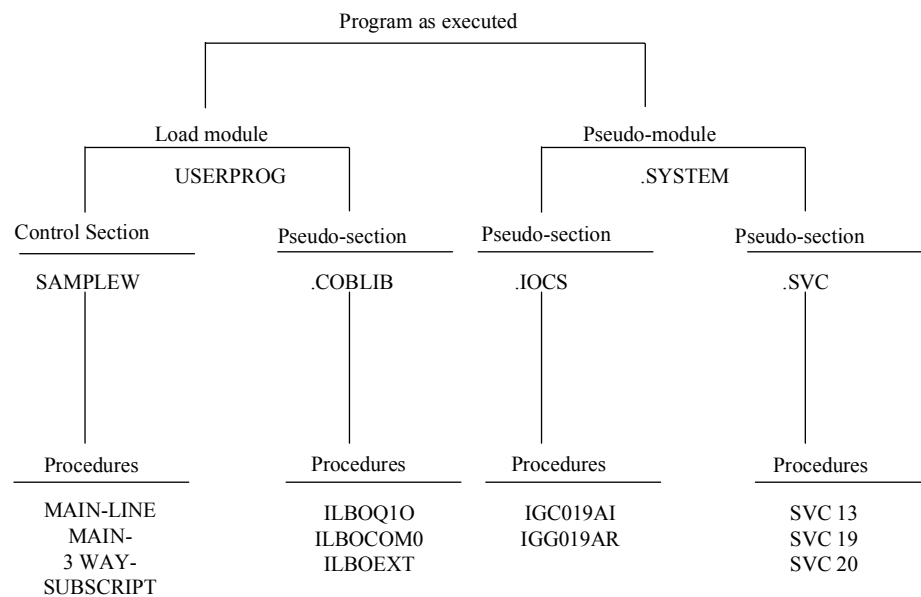 Program as executed
Load module
Pseudo-module
USERPROG
.SYSTEM
Control Section
Pseudo-section
Pseudo-section
Pseudo-section
SAMPLEW
.COBLIB
.IOCS
.SVC
Procedures
Procedures
Procedures
Procedures
MAIN-LINE
MAIN-
3 WAY-
SUBSCRIPT
ILBOQ1O
ILBOCOM0
ILBOEXT
IGC019AI
IGG019AR
SVC 13
SVC 19
SVC 20